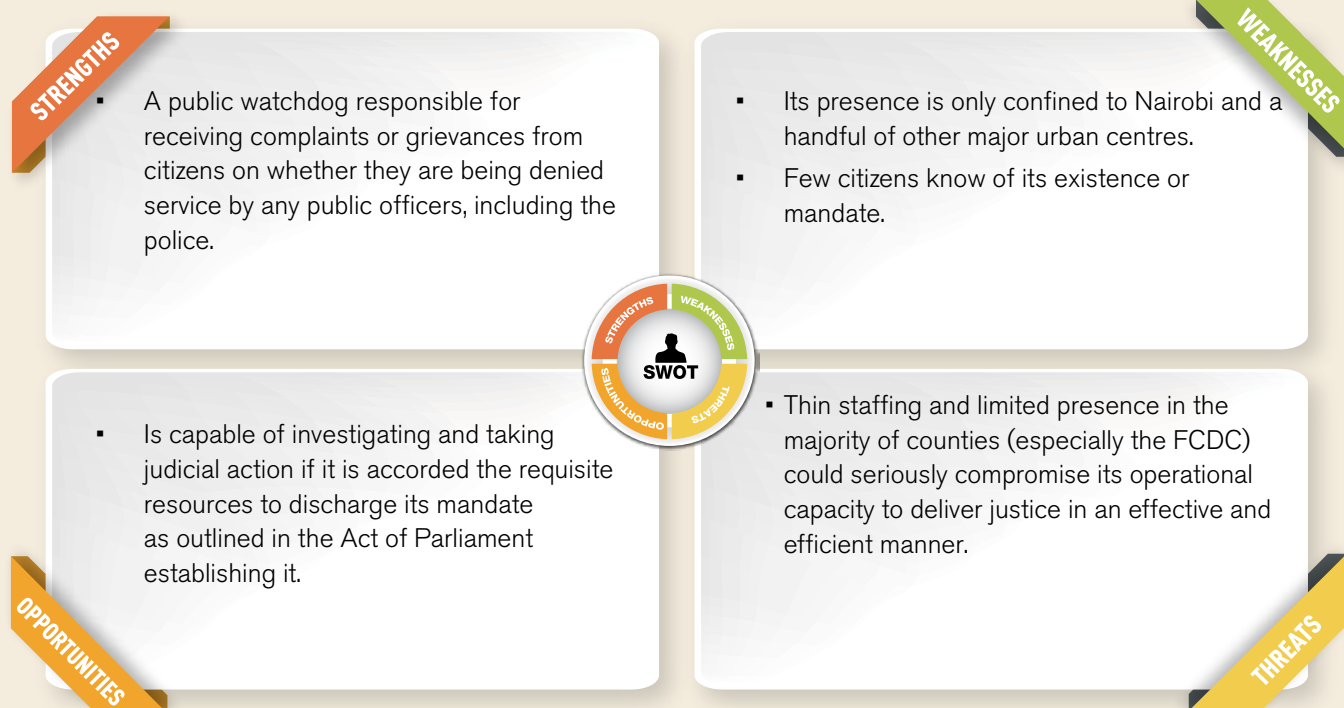 STRENGTHS
▪ A public watchdog responsible for
receiving complaints or grievances from
citizens on whether they are being denied
service by any public officers, including the
police.
WEAKNESSES
▪ Its presence is only confined to Nairobi and a
handful of other major urban centres.
▪ Few citizens know of its existence or
mandate.
STRENGTHS
WEAKNESSES
SWOT
OPPORTUNITIES
THREATS
▪ Is capable of investigating and taking
judicial action if it is accorded the requisite
resources to discharge its mandate
as outlined in the Act of Parliament
establishing it.
OPPORTUNITIES
▪ Thin staffing and limited presence in the
majority of counties (especially the FCDC)
could seriously compromise its operational
capacity to deliver justice in an effective and
efficient manner.
THREATS